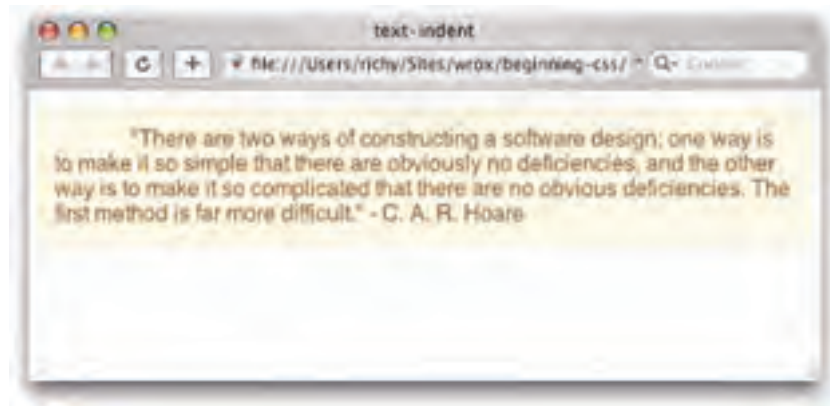 text-indent
file:///Users/richy/Sites/wrox/beginning-css/ Q-
"There are two ways of constructing a software design; one way is
to make it so simple that there are obviously no deficiencies, and the other
way is to make it so complicated that there are no obvious deficiencies. The
first method is far more difficult." - C. A. R. Hoare